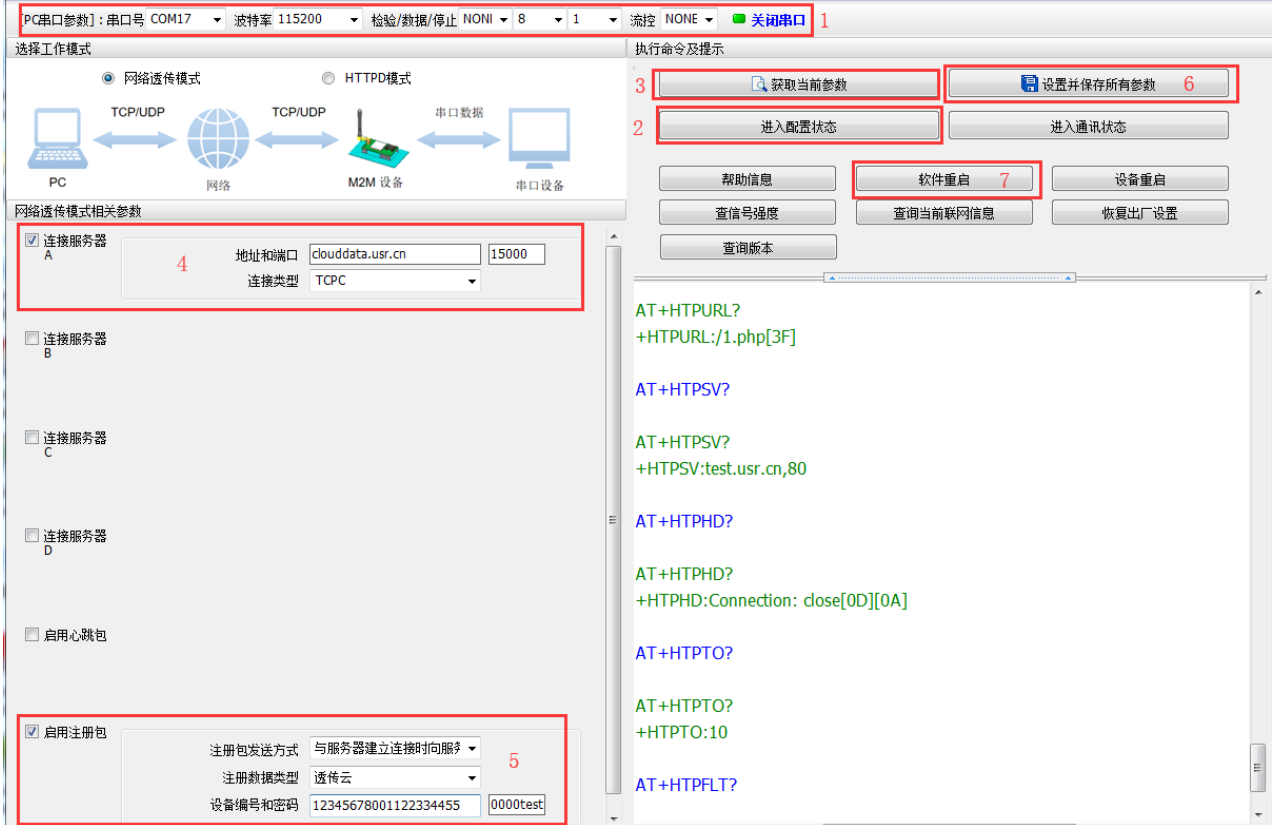 [PC串口参数]：串口号 COM17 波特率 115200 检验/数据/停止 NONI 8 1 流控 NONE 关闭串口 1
选择工作模式
网络透传模式 HTTPD模式
TCP/UDP TCP/UDP 串口数据
PC 网络 M2M 设备 串口设备
网络透传模式相关参数
连接服务器
A
地址和端口 clouddata.usr.cn 15000
连接类型 TCPC
4
连接服务器
B
连接服务器
C
连接服务器
D
启用心跳包
启用注册包
注册包发送方式 与服务器建立连接时向服务
注册数据类型 透传云
设备编号和密码 12345678001122334455 0000test
5
执行命令及提示
3 获取当前参数 设置并保存所有参数 6
2 进入配置状态 进入通讯状态
帮助信息 软件重启 7 设备重启
查信号强度 查询当前联网信息 恢复出厂设置
查询版本
AT+HTPURL?
+HTPURL:/1.php[3F]
AT+HTPSV?
AT+HTPSV?
+HTPSV:test.usr.cn,80
AT+HTPHD?
AT+HTPHD?
+HTPHD:Connection: close[0D][0A]
AT+HTPTO?
AT+HTPTO?
+HTPTO:10
AT+HTPFLT?